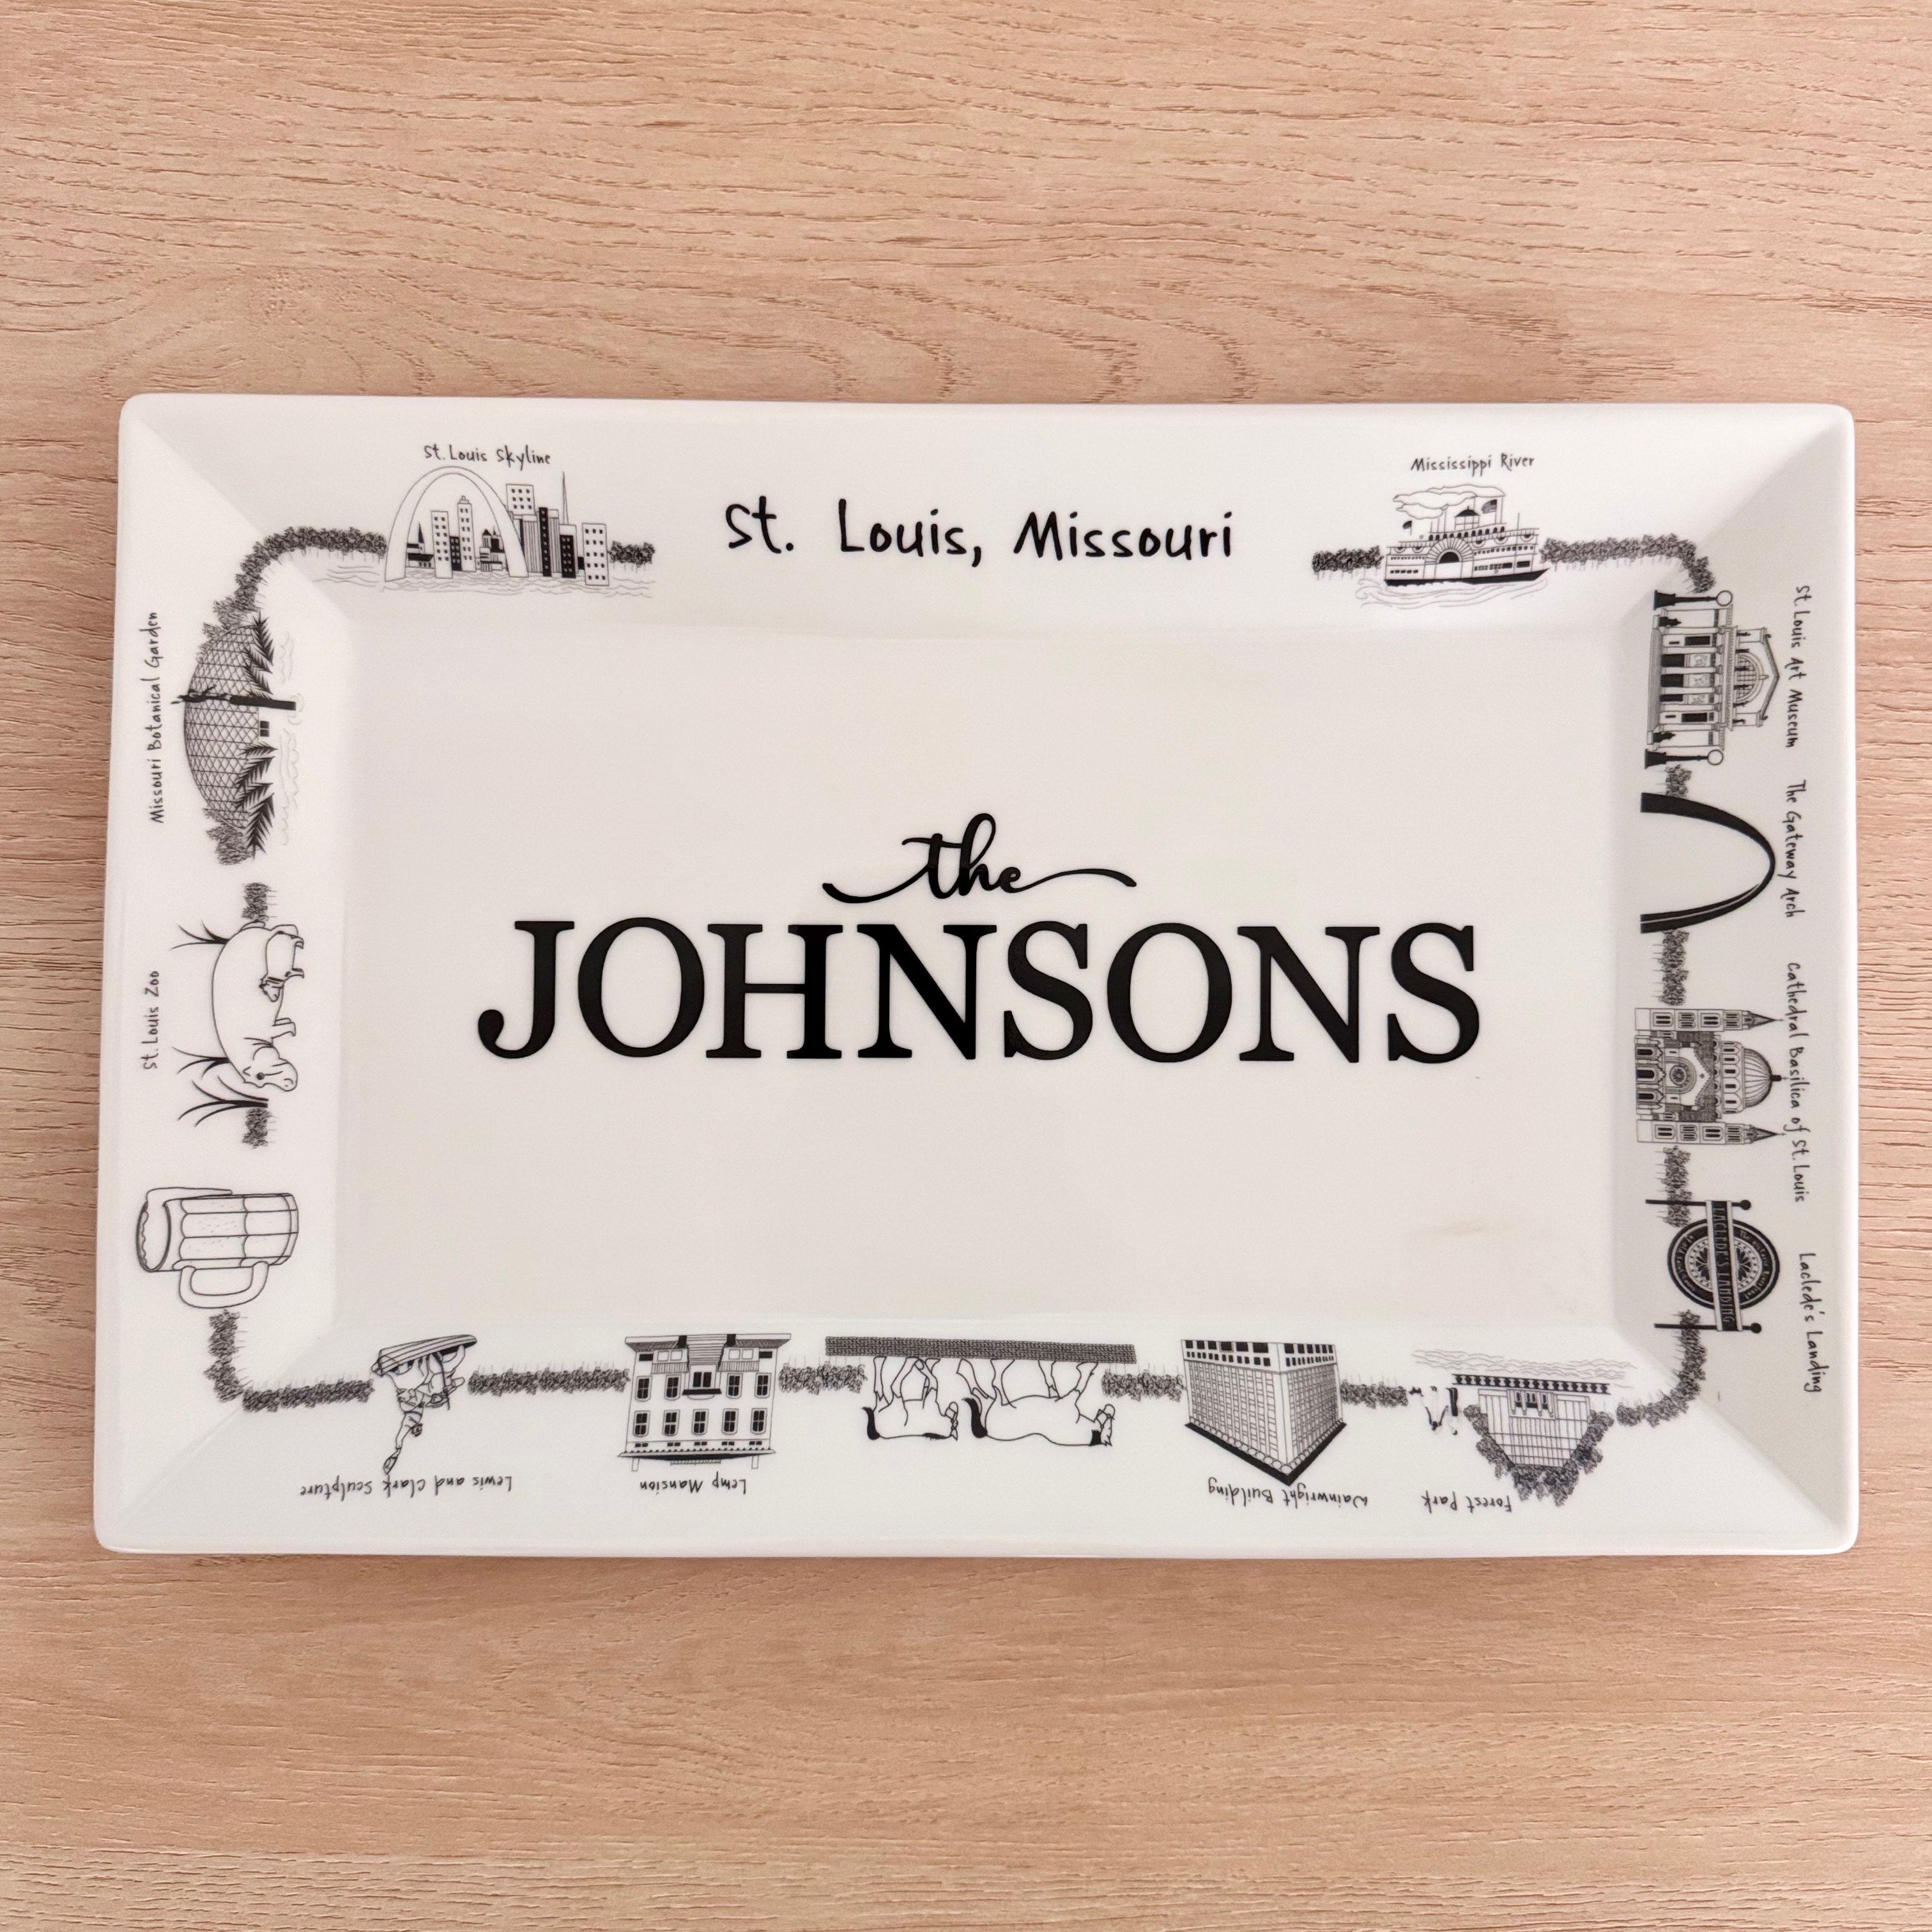 St. Louis Skyline
St. Louis, Missouri
Mississippi River
St. Louis Art Museum
The Gateway Arch
Cathedral Basilica of St. Louis
Laclede's Landing
LACLEDE'S LANDING
Forest Park
Wainwright Building
Lemp Mansion
Lewis and Clark Sculpture
St. Louis Zoo
Missouri Botanical Garden
the
JOHNSONS